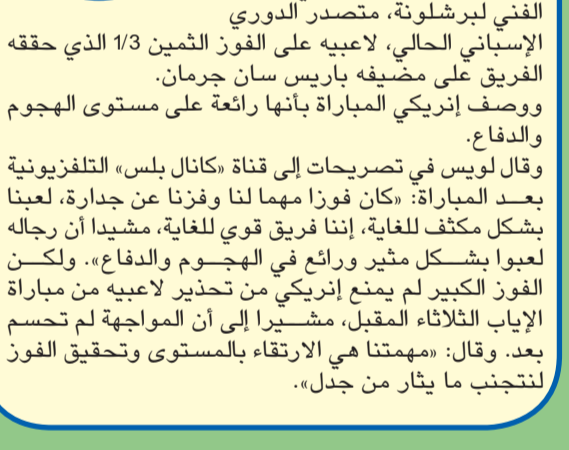 الفني لبرشلونة، متصدر الدوري
الإسباني الحالي، لاعبيه على الفوز الثمين 1/3 الذي حققه
الفريق على مضيفه باريس سان جرمان.
ووصف إنريكي المباراة بأنها رائعة على مستوى الهجوم
والدفاع.
وقال لويس في تصريحات إلى قناة «كانال بلس» التلفزيونية
بعد المباراة: «كان فوزا مهما لنا وفزنا عن جدارة، لعبنا
بشكل مكثف للغاية، إننا فريق قوي للغاية، مشيدا أن رجاله
لعبوا بشكل مثير ورائع في الهجوم والدفاع». ولكن
الفوز الكبير لم يمنع إنريكي من تحذير لاعبيه من مباراة
الإياب الثلاثاء المقبل، مشيرا إلى أن المواجهة لم تحسم
بعد. وقال: «مهمتنا هي الارتقاء بالمستوى وتحقيق الفوز
لنتجنب ما يثار من جدل».